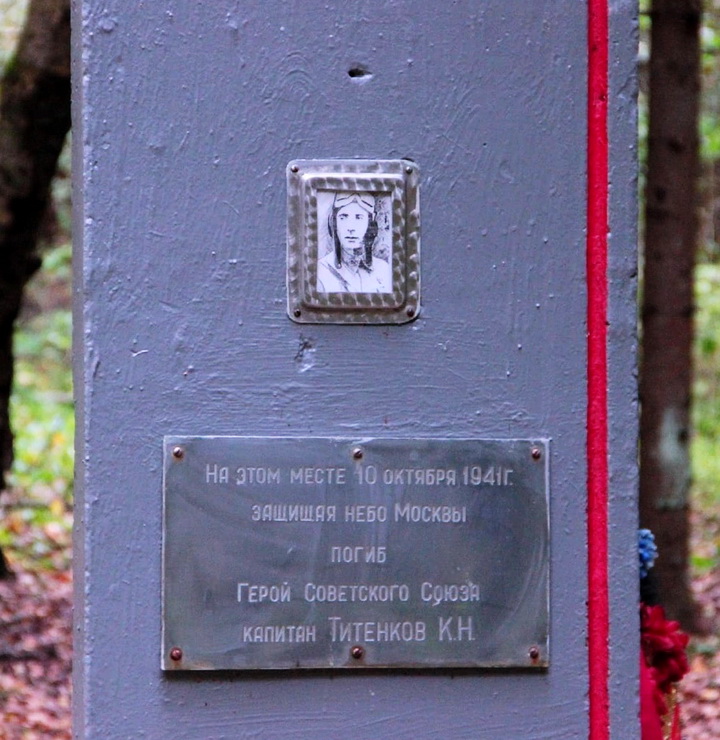 На этом месте 10 октября 1941г.
защищая небо Москвы
погиб
Герой Советского Союза
капитан Титенков К.Н.